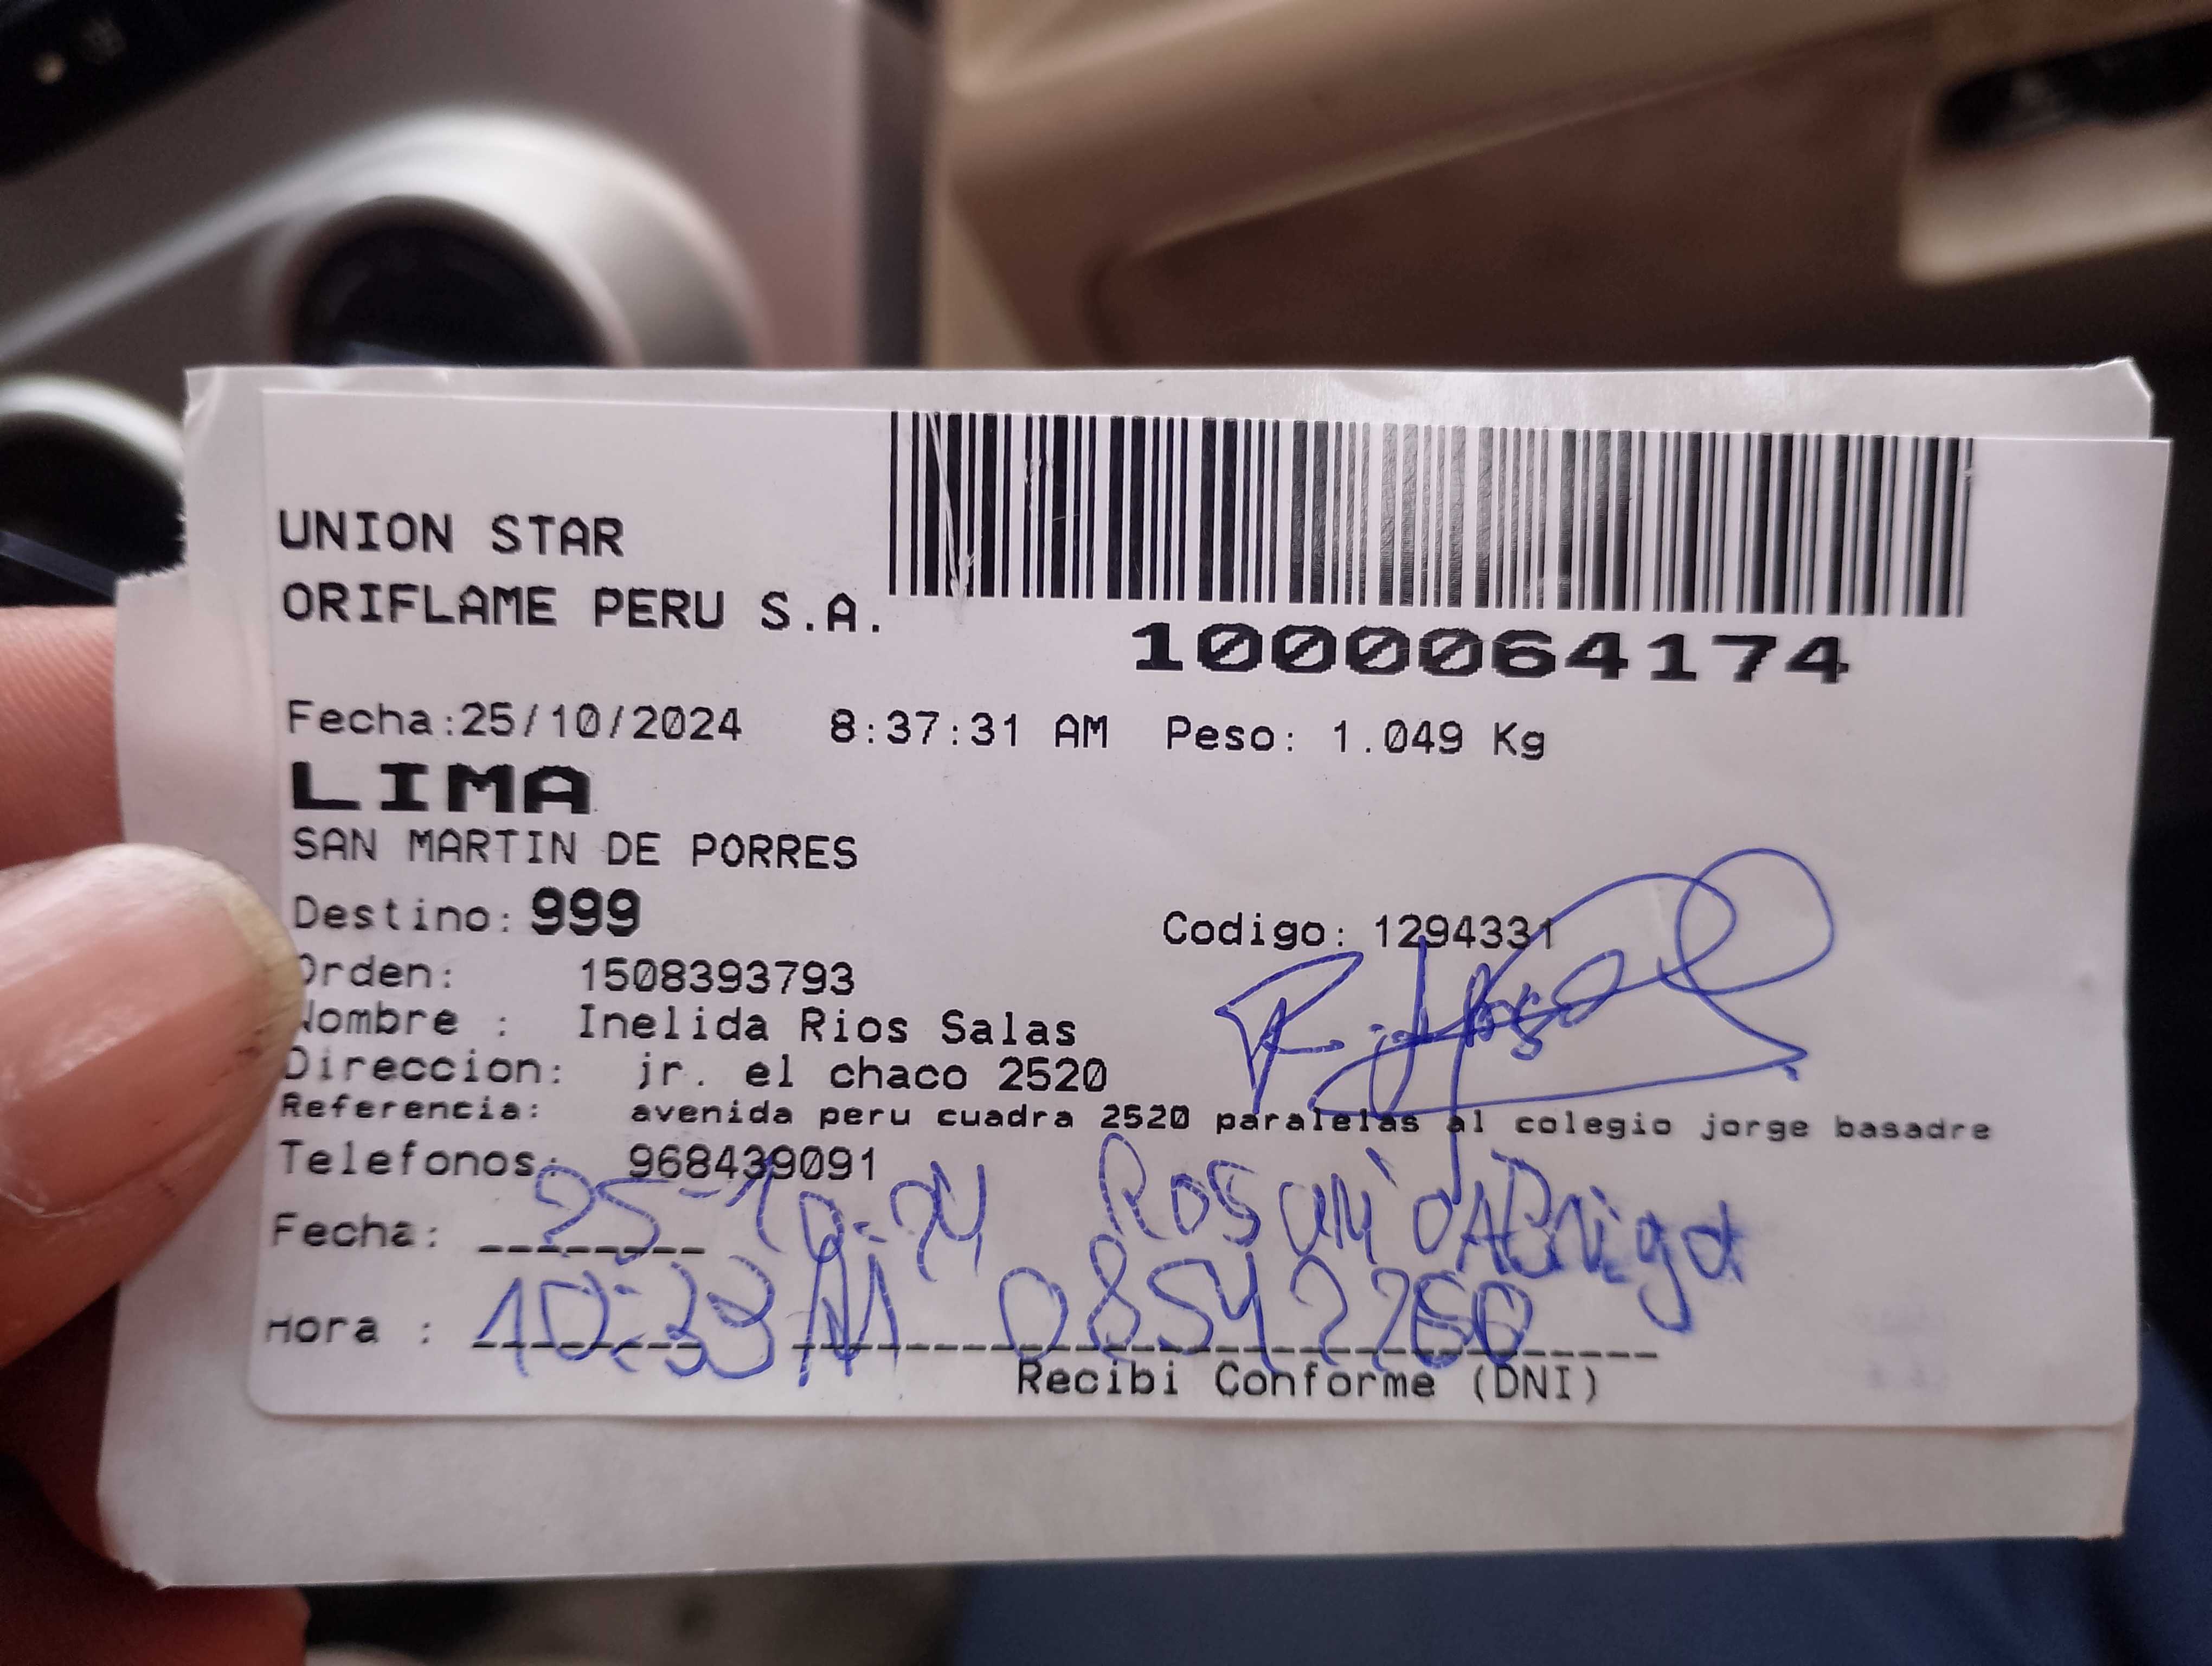 UNION STAR
ORIFLAME PERU S.A.
1000064174
Fecha:25/10/2024 8:37:31 AM Peso: 1.049 Kg
LIMA
SAN MARTIN DE PORRES
Destino: 999 Codigo: 1294331
Orden: 1508393793
Nombre : Inelida Rios Salas
Direccion: jr. el chaco 2520
Referencia: avenida peru cuadra 2520 paralelas al colegio jorge basadre
Telefonos: 968439091
Fecha: 25-10-24
Hora : 10:33
Recibi Conforme (DNI)